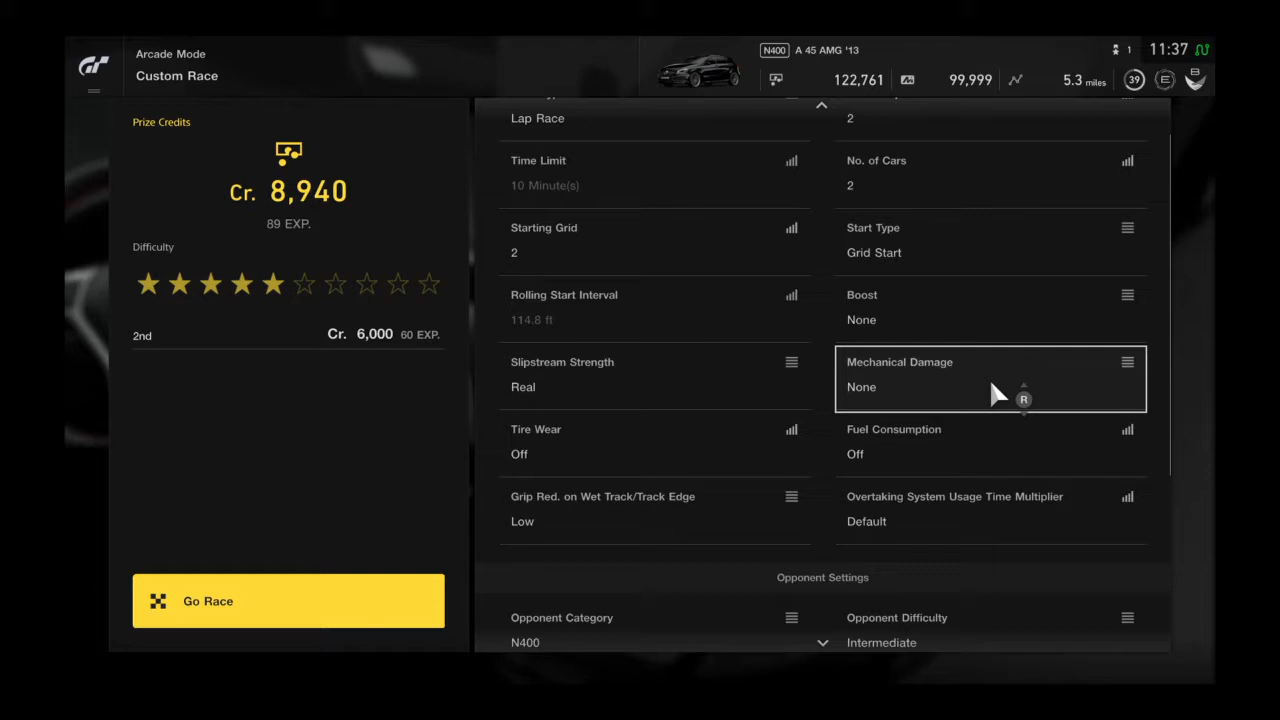 Arcade Mode
Custom Race
N400 A 45 AMG '13
1 11:37
122,761 99,999 5.3 miles 39 E B
Prize Credits
Cr. 8,940
89 EXP.
Difficulty
2nd Cr. 6,000 60 EXP.
Go Race
Lap Race
2
Time Limit
10 Minute(s)
No. of Cars
2
Starting Grid
2
Start Type
Grid Start
Rolling Start Interval
114.8 ft
Boost
None
Slipstream Strength
Real
Mechanical Damage
None
R
Tire Wear
Off
Fuel Consumption
Off
Grip Red. on Wet Track/Track Edge
Low
Overtaking System Usage Time Multiplier
Default
Opponent Settings
Opponent Category
N400
Opponent Difficulty
Intermediate